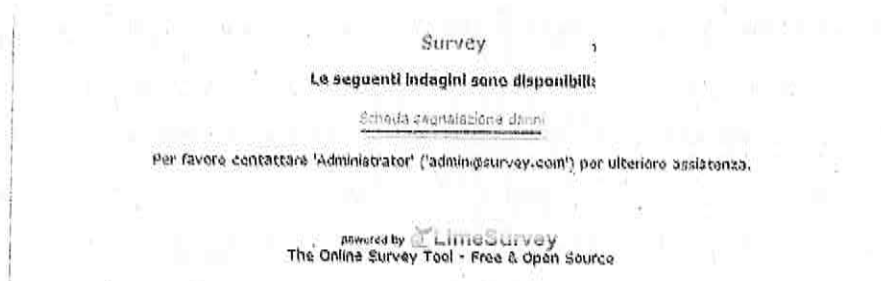 Survey
Le seguenti indagini sono disponibili:
Scheda segnalazione danni
Per favore contattare 'Administrator' ('admin@survey.com') per ulteriore assistenza.
powered by LimeSurvey
The Online Survey Tool - Free & Open Source